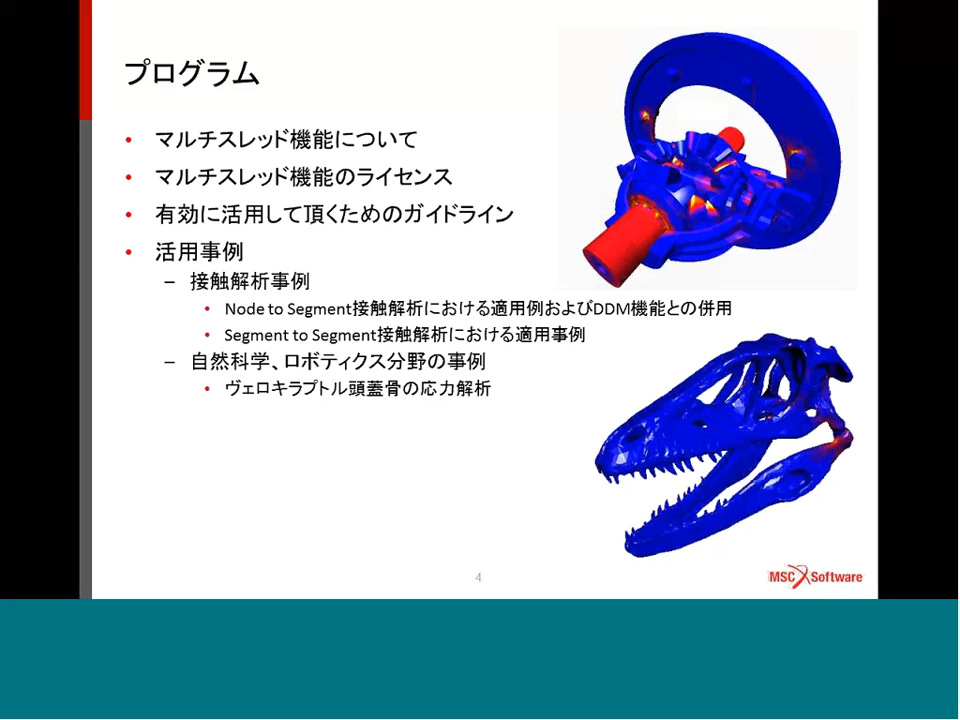 プログラム
• マルチスレッド機能について
• マルチスレッド機能のライセンス
• 有効に活用して頂くためのガイドライン
• 活用事例
– 接触解析事例
• Node to Segment接触解析における適用例およびDDM機能との併用
• Segment to Segment接触解析における適用事例
– 自然科学、ロボティクス分野の事例
• ヴェロキラプトル頭蓋骨の応力解析
4
MSC Software